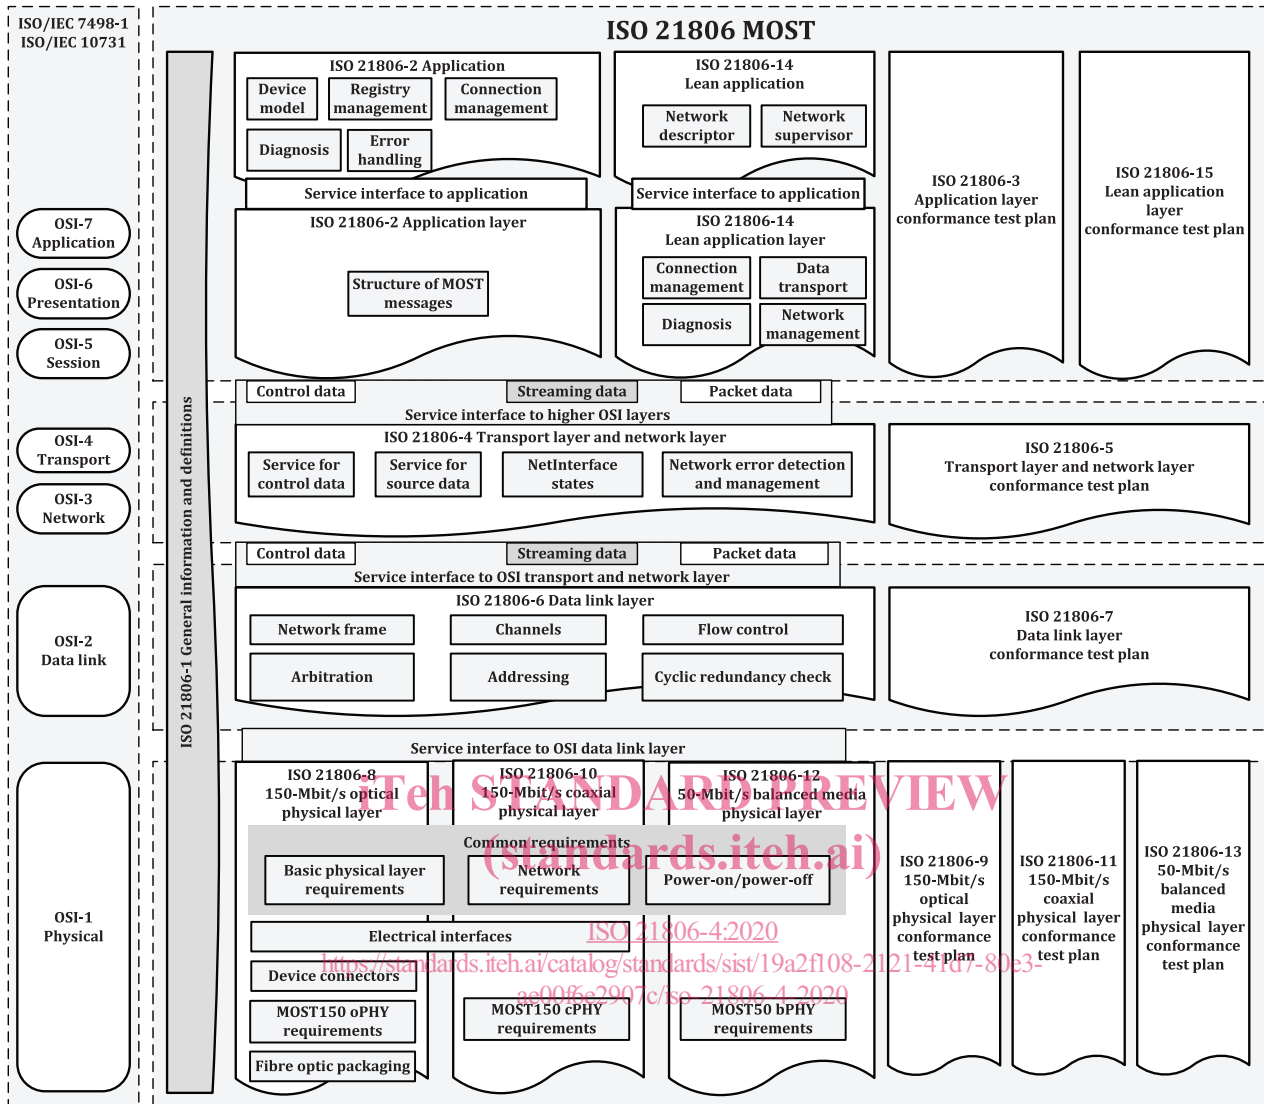 ISO/IEC 7498-1
ISO/IEC 10731
ISO 21806 MOST
OSI-7
Application
OSI-6
Presentation
OSI-5
Session
OSI-4
Transport
OSI-3
Network
OSI-2
Data link
OSI-1
Physical
ISO 21806-1 General information and definitions
ISO 21806-2 Application
Device
model
Registry
management
Connection
management
Diagnosis
Error
handling
Service interface to application
ISO 21806-2 Application layer
Structure of MOST
messages
ISO 21806-14
Lean application
Network
descriptor
Network
supervisor
Service interface to application
ISO 21806-14
Lean application layer
Connection
management
Data
transport
Diagnosis
Network
management
ISO 21806-3
Application layer
conformance test plan
ISO 21806-15
Lean application
layer
conformance test plan
Control data
Streaming data
Packet data
Service interface to higher OSI layers
ISO 21806-4 Transport layer and network layer
Service for
control data
Service for
source data
NetInterface
states
Network error detection
and management
ISO 21806-5
Transport layer and network layer
conformance test plan
Control data
Streaming data
Packet data
Service interface to OSI transport and network layer
ISO 21806-6 Data link layer
Network frame
Channels
Flow control
Arbitration
Addressing
Cyclic redundancy check
ISO 21806-7
Data link layer
conformance test plan
Service interface to OSI data link layer
ISO 21806-8
150-Mbit/s optical
physical layer
ISO 21806-10
150-Mbit/s coaxial
physical layer
ISO 21806-12
50-Mbit/s balanced media
physical layer
Common requirements
Basic physical layer
requirements
Network
requirements
Power-on/power-off
Electrical interfaces
Device connectors
MOST150 oPHY
requirements
MOST150 cPHY
requirements
MOST50 bPHY
requirements
Fibre optic packaging
ISO 21806-9
150-Mbit/s
optical
physical layer
conformance
test plan
ISO 21806-11
150-Mbit/s
coaxial
physical layer
conformance
test plan
ISO 21806-13
50-Mbit/s
balanced
media
physical layer
conformance
test plan
iTeh STANDARD PREVIEW
(standards.iteh.ai)
ISO 21806-4:2020
https://standards.iteh.ai/catalog/standards/sist/19a2f108-2121-41d7-80e3-
ae00f6e2907c/iso-21806-4-2020